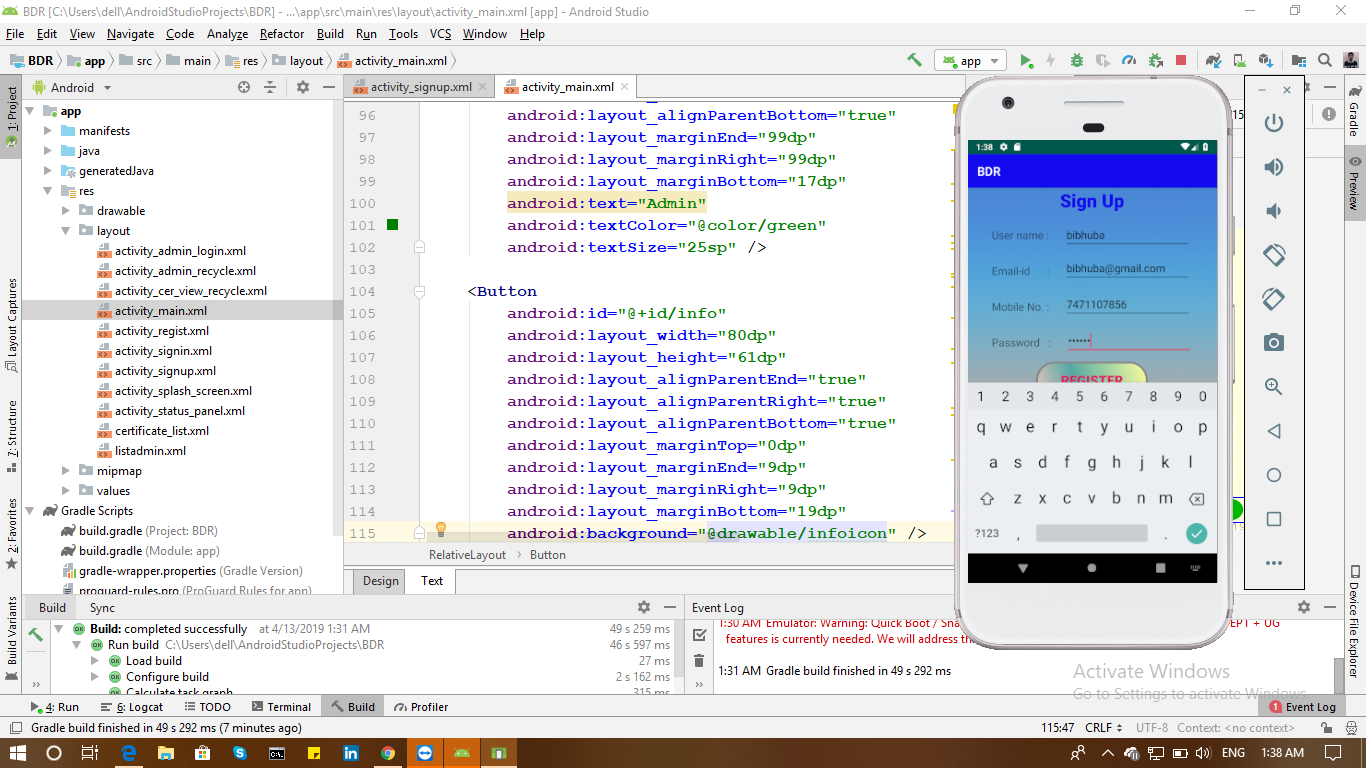 BDR [C:\Users\dell\AndroidStudioProjects\BDR] - ...\app\src\main\res\layout\activity_main.xml [app] - Android Studio
File Edit View Navigate Code Analyze Refactor Build Run Tools VCS Window Help
BDR app src main res layout activity_main.xml app
Android
activity_signup.xml activity_main.xml
1: Project
Layout Captures
7: Structure
2: Favorites
Build Variants
app
manifests
java
generatedJava
res
drawable
layout
activity_admin_login.xml
activity_admin_recycle.xml
activity_cer_view_recycle.xml
activity_main.xml
activity_regist.xml
activity_signin.xml
activity_signup.xml
activity_splash_screen.xml
activity_status_panel.xml
certificate_list.xml
listadmin.xml
mipmap
values
Gradle Scripts
build.gradle (Project: BDR)
build.gradle (Module: app)
gradle-wrapper.properties (Gradle Version)
proguard-rules.pro (ProGuard Rules for app)
96 android:layout_alignParentBottom="true"
97 android:layout_marginEnd="99dp"
98 android:layout_marginRight="99dp"
99 android:layout_marginBottom="17dp"
100 android:text="Admin"
101 android:textColor="@color/green"
102 android:textSize="25sp" />
103
104 <Button
105 android:id="@+id/info"
106 android:layout_width="80dp"
107 android:layout_height="61dp"
108 android:layout_alignParentEnd="true"
109 android:layout_alignParentRight="true"
110 android:layout_alignParentBottom="true"
111 android:layout_marginTop="0dp"
112 android:layout_marginEnd="9dp"
113 android:layout_marginRight="9dp"
114 android:layout_marginBottom="19dp"
115 android:background="@drawable/infoicon" />
RelativeLayout Button
Design Text
1:38
BDR
Sign Up
User name : bibhuba
Email-id : bibhuba@gmail.com
Mobile No. : 7471107856
Password : ••••••
REGISTER
1 2 3 4 5 6 7 8 9 0
q w e r t y u i o p
a s d f g h j k l
z x c v b n m
?123 , .
15
Gradle
Preview
Device File Explorer
Build Sync
Build: completed successfully at 4/13/2019 1:31 AM 49 s 259 ms
Run build C:\Users\dell\AndroidStudioProjects\BDR 46 s 597 ms
Load build 27 ms
Configure build 2 s 162 ms
Calculate task graph 315 ms
Event Log
1:30 AM Emulator: Warning: Quick Boot / Sna EPT + UG
features is currently needed. We will address th
1:31 AM Gradle build finished in 49 s 292 ms
Activate Windows
Go to Settings to activate Windows.
4: Run 6: Logcat TODO Terminal Build Profiler 1 Event Log
Gradle build finished in 49 s 292 ms (7 minutes ago) 115:47 CRLF UTF-8 Context: <no context>
ENG 1:38 AM